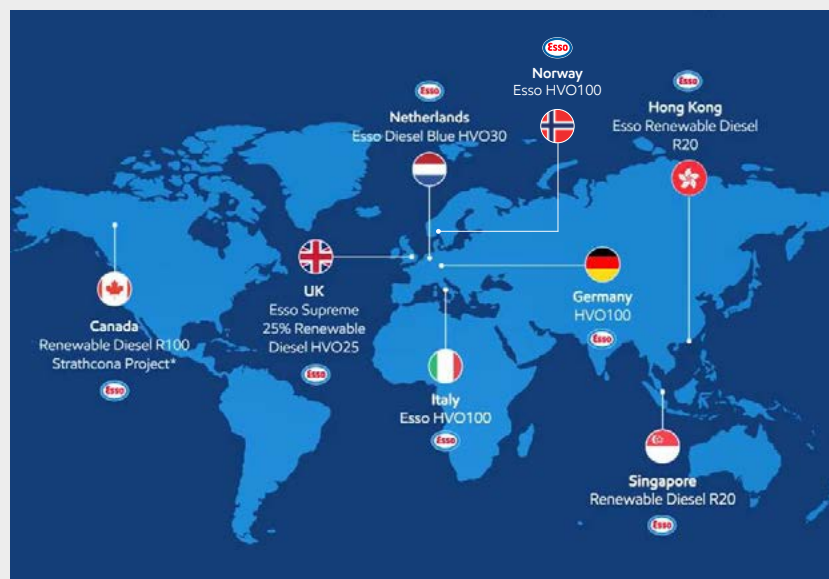 Esso
Norway
Esso HVO100
Esso
Netherlands
Esso Diesel Blue HVO30
Esso
Hong Kong
Esso Renewable Diesel
R20
UK
Esso Supreme
25% Renewable
Diesel HVO25
Esso
Germany
HVO100
Esso
Canada
Renewable Diesel R100
Strathcona Project*
Esso
Italy
Esso HVO100
Esso
Singapore
Renewable Diesel R20
Esso